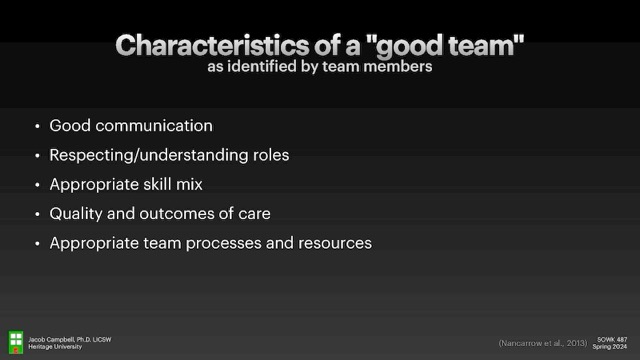 Characteristics of a "good team"
as identified by team members
• Good communication
• Respecting/understanding roles
• Appropriate skill mix
• Quality and outcomes of care
• Appropriate team processes and resources
Jacob Campbell, Ph.D. LICSW
Heritage University
(Nancarrow et al., 2013)
SOWK 487
Spring 2024